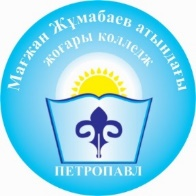 Мағжан Жұмабаев атындағы
жоғары колледж
ПЕТРОПАВЛ